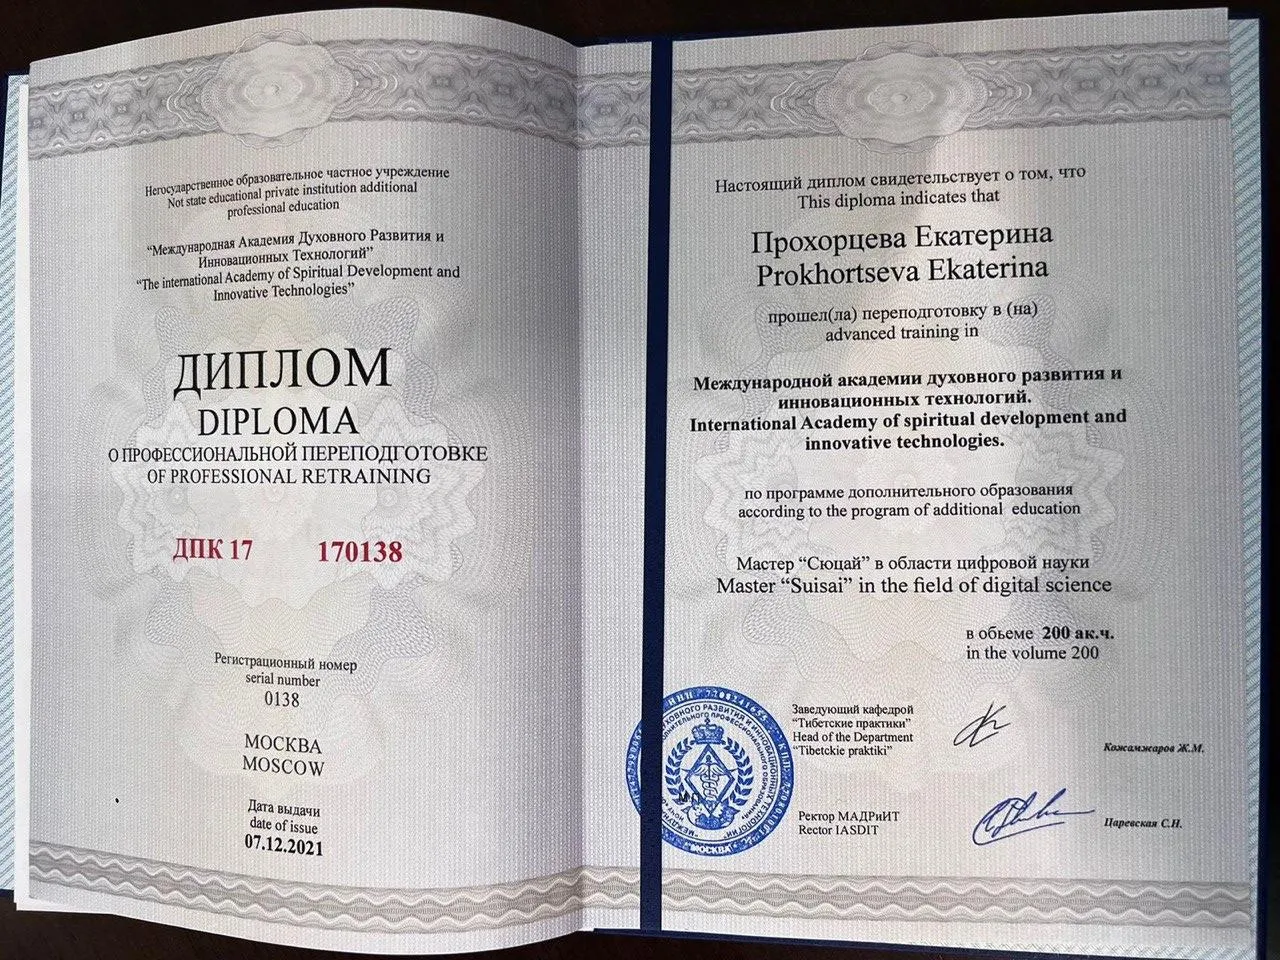 Негосударственное образовательное частное учреждение
Not state educational private institution additional
professional education
“Международная Академия Духовного Развития и
Инновационных Технологий”
“The international Academy of Spiritual Development and
Innovative Technologies”
ДИПЛОМ
DIPLOMA
О ПРОФЕССИОНАЛЬНОЙ ПЕРЕПОДГОТОВКЕ
OF PROFESSIONAL RETRAINING
ДПК 17 170138
Регистрационный номер
serial number
0138
МОСКВА
MOSCOW
Дата выдачи
date of issue
07.12.2021
Настоящий диплом свидетельствует о том, что
This diploma indicates that
Прохорцева Екатерина
Prokhortseva Ekaterina
прошел(ла) переподготовку в (на)
advanced training in
Международной академии духовного развития и
инновационных технологий.
International Academy of spiritual development and
innovative technologies.
по программе дополнительного образования
according to the program of additional education
Мастер “Сюцай” в области цифровой науки
Master “Suisai” in the field of digital science
в объеме 200 ак.ч.
in the volume 200
Заведующий кафедрой
“Тибетские практики”
Head of the Department
“Tibetckie praktiki”
Кожамжаров Ж.М.
МП
Ректор МАДРиИТ
Rector IASDIT
Царевская С.Н.
МОСКВА